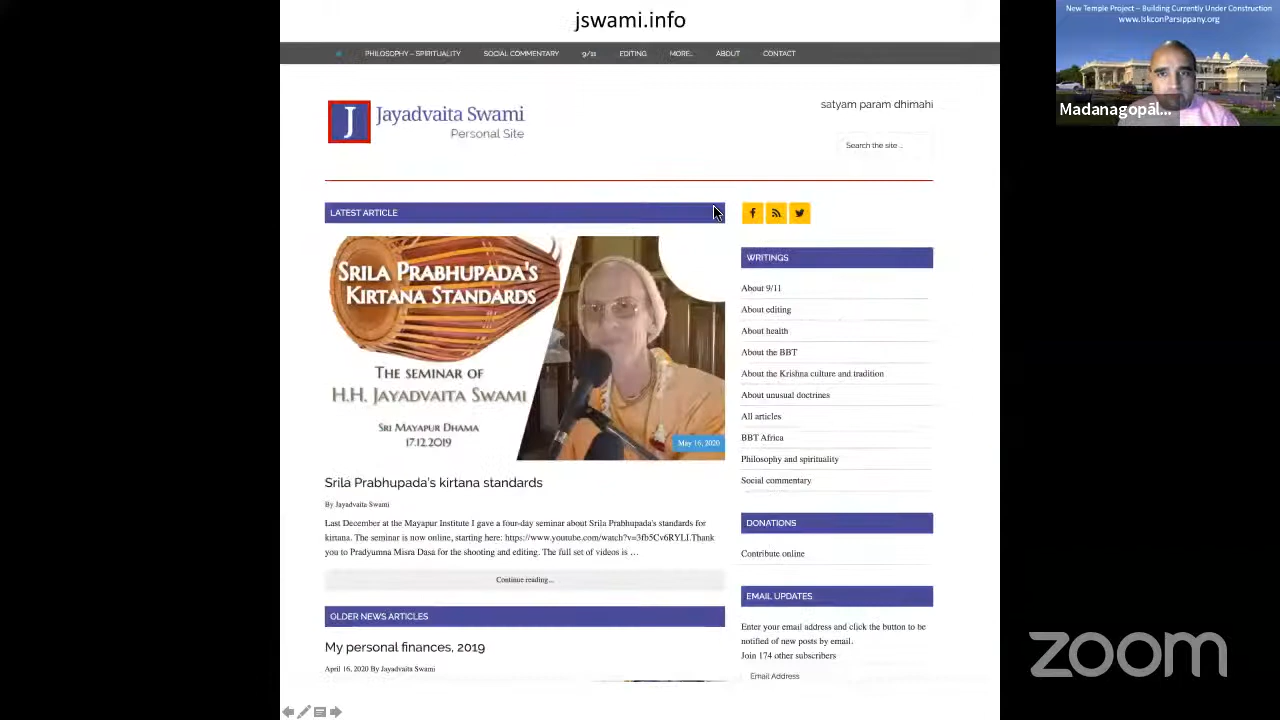 jswami.info
PHILOSOPHY – SPIRITUALITY SOCIAL COMMENTARY 9/11 EDITING MORE... ABOUT CONTACT
J Jayadvaita Swami
Personal Site
satyam param dhimahi
Search the site ...
LATEST ARTICLE
SRILA PRABHUPADA'S
KIRTANA STANDARDS
THE SEMINAR OF
H.H. JAYADVAITA SWAMI
SRI MAYAPUR DHAMA
17.12.2019
May 16, 2020
Srila Prabhupada's kirtana standards
By Jayadvaita Swami
Last December at the Mayapur Institute I gave a four-day seminar about Srila Prabhupada's standards for
kirtana. The seminar is now online, starting here: https://www.youtube.com/watch?v=3fb5Cv6RYLI.Thank
you to Pradyumna Misra Dasa for the shooting and editing. The full set of videos is …
Continue reading...
OLDER NEWS ARTICLES
My personal finances, 2019
April 16, 2020 By Jayadvaita Swami
WRITINGS
About 9/11
About editing
About health
About the BBT
About the Krishna culture and tradition
About unusual doctrines
All articles
BBT Africa
Philosophy and spirituality
Social commentary
DONATIONS
Contribute online
EMAIL UPDATES
Enter your email address and click the button to be
notified of new posts by email.
Join 174 other subscribers
Email Address
New Temple Project – Building Currently Under Construction
www.IskconParsippany.org
Madanagopāl...
zoom